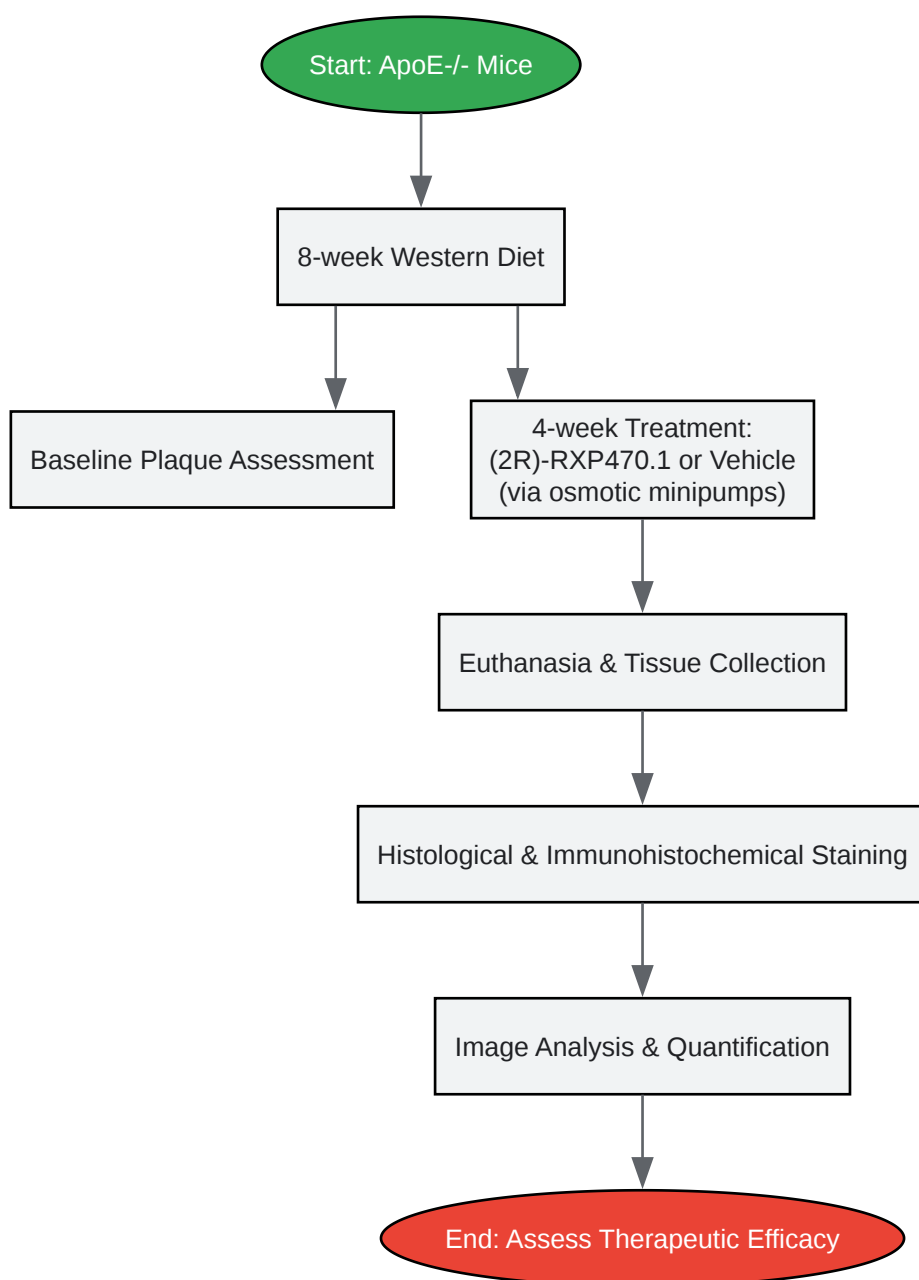 Start: ApoE-/- Mice
8-week Western Diet
Baseline Plaque Assessment
4-week Treatment:
(2R)-RXP470.1 or Vehicle
(via osmotic minipumps)
Euthanasia & Tissue Collection
Histological & Immunohistochemical Staining
Image Analysis & Quantification
End: Assess Therapeutic Efficacy